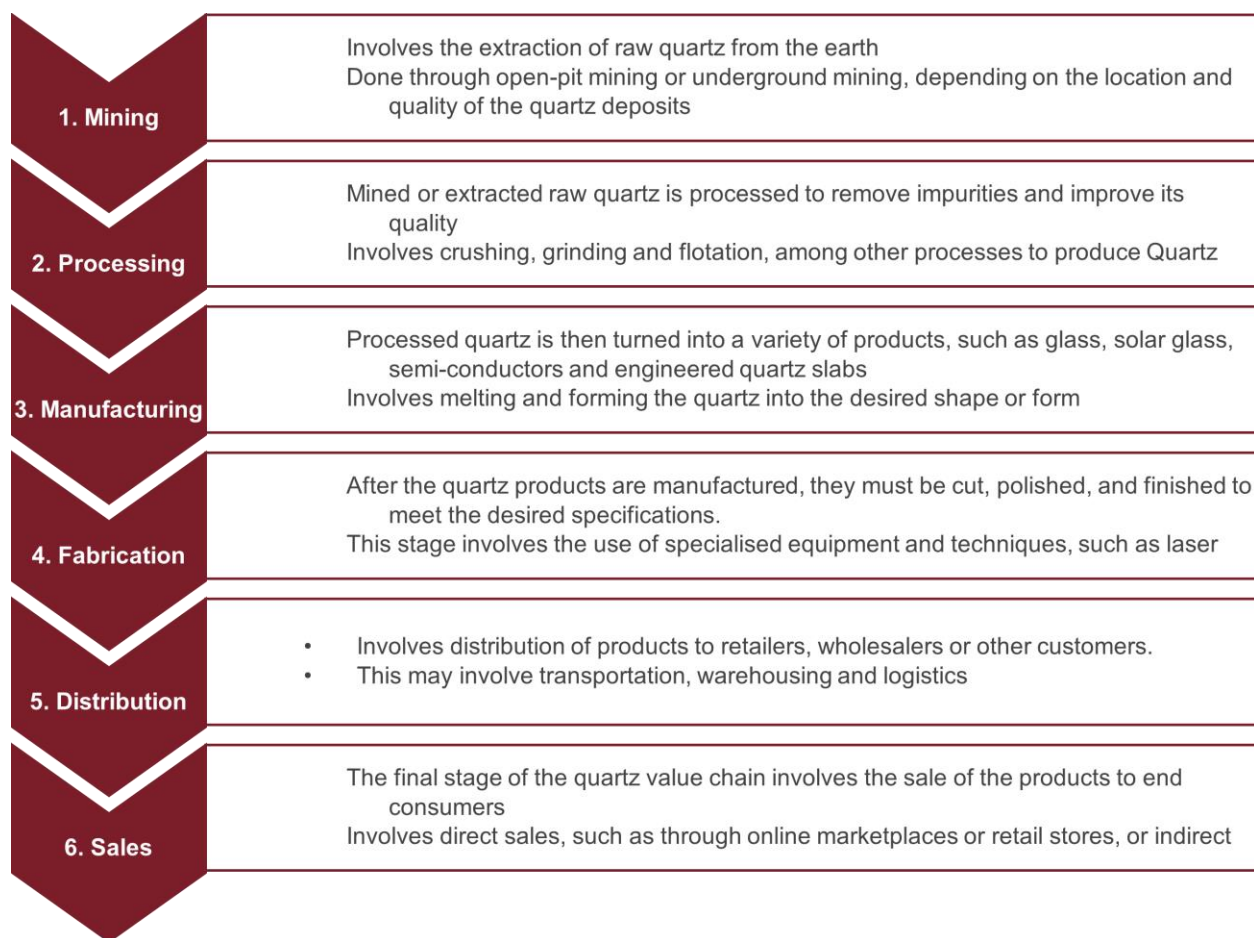 1. Mining
Involves the extraction of raw quartz from the earth
Done through open-pit mining or underground mining, depending on the location and
quality of the quartz deposits
2. Processing
Mined or extracted raw quartz is processed to remove impurities and improve its
quality
Involves crushing, grinding and flotation, among other processes to produce Quartz
3. Manufacturing
Processed quartz is then turned into a variety of products, such as glass, solar glass,
semi-conductors and engineered quartz slabs
Involves melting and forming the quartz into the desired shape or form
4. Fabrication
After the quartz products are manufactured, they must be cut, polished, and finished to
meet the desired specifications.
This stage involves the use of specialised equipment and techniques, such as laser
5. Distribution
• Involves distribution of products to retailers, wholesalers or other customers.
• This may involve transportation, warehousing and logistics
6. Sales
The final stage of the quartz value chain involves the sale of the products to end
consumers
Involves direct sales, such as through online marketplaces or retail stores, or indirect